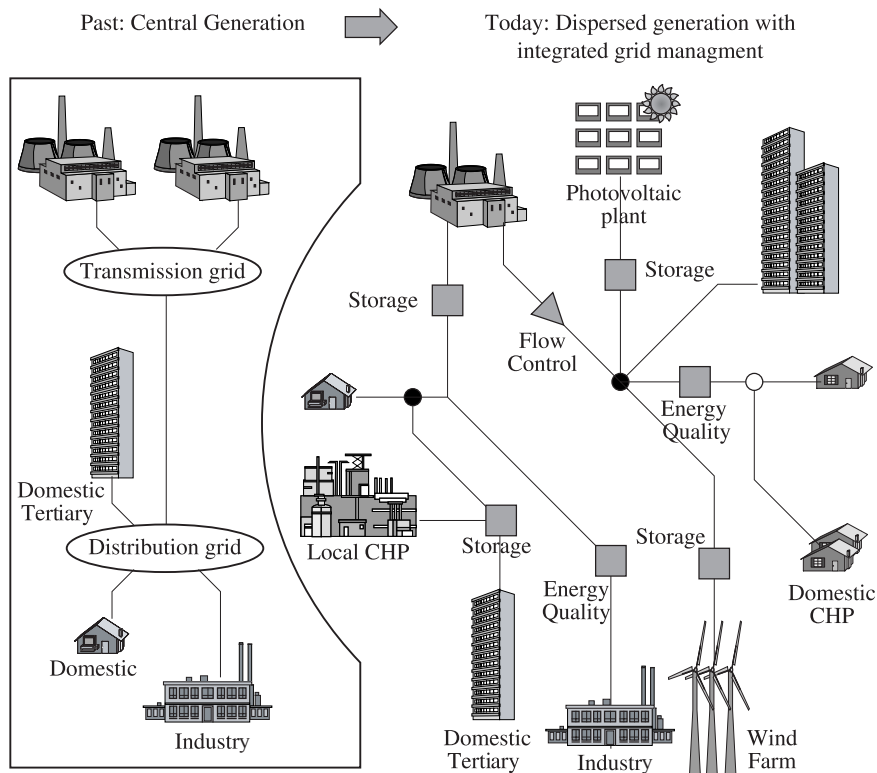 Past: Central Generation
Today: Dispersed generation with
integrated grid managment
Transmission grid
Domestic
Tertiary
Distribution grid
Domestic
Industry
Photovoltaic
plant
Storage
Storage
Flow
Control
Energy
Quality
Local CHP
Storage
Storage
Energy
Quality
Domestic
CHP
Domestic
Tertiary
Industry
Wind
Farm